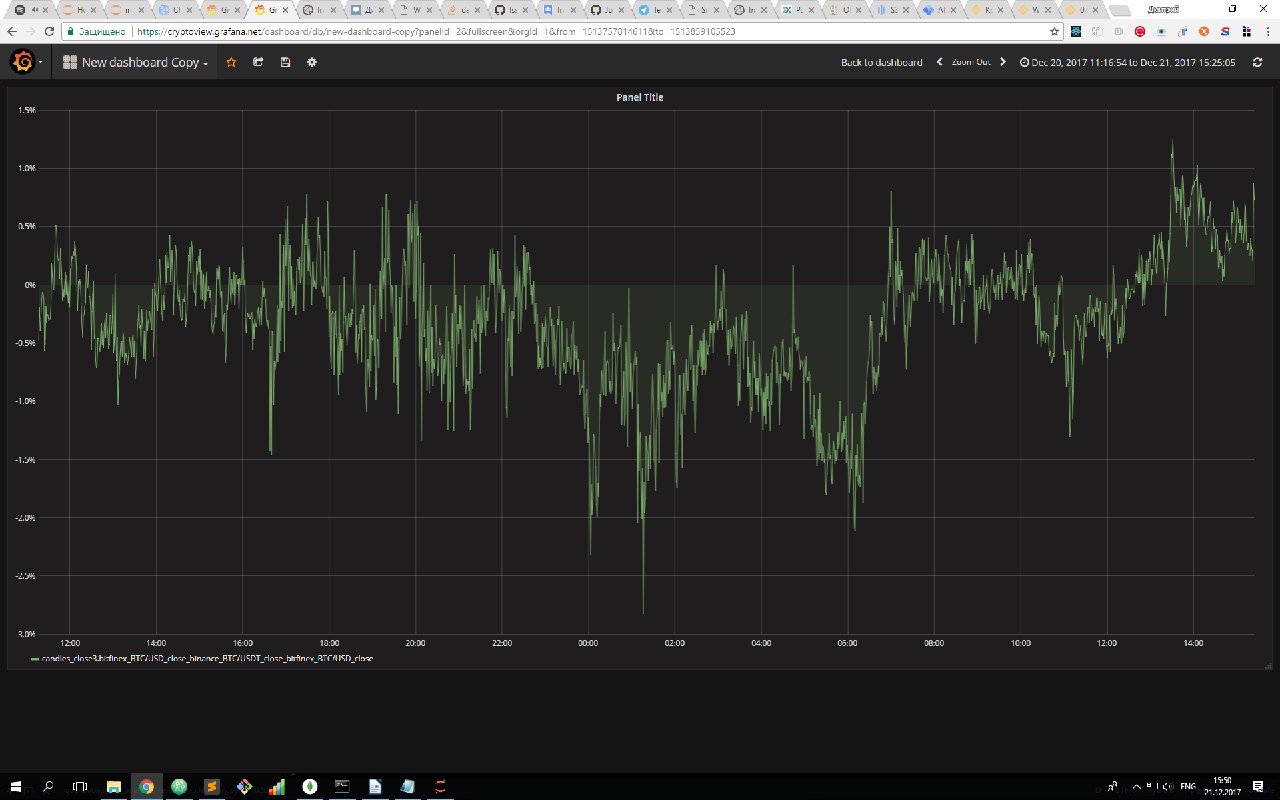 Защищено https://cryptoview.grafana.net/dashboard/db/new-dashboard-copy?panelId=2&fullscreen&orgId=1&from=1513757014611&to=1513859105523
New dashboard Copy
Back to dashboard Zoom Out Dec 20, 2017 11:16:54 to Dec 21, 2017 15:25:05
Panel Title
1.5%
1.0%
0.5%
0%
-0.5%
-1.0%
-1.5%
-2.0%
-2.5%
-3.0%
12:00 14:00 16:00 18:00 20:00 22:00 00:00 02:00 04:00 06:00 08:00 10:00 12:00 14:00
ENG
15:50
21.12.2017